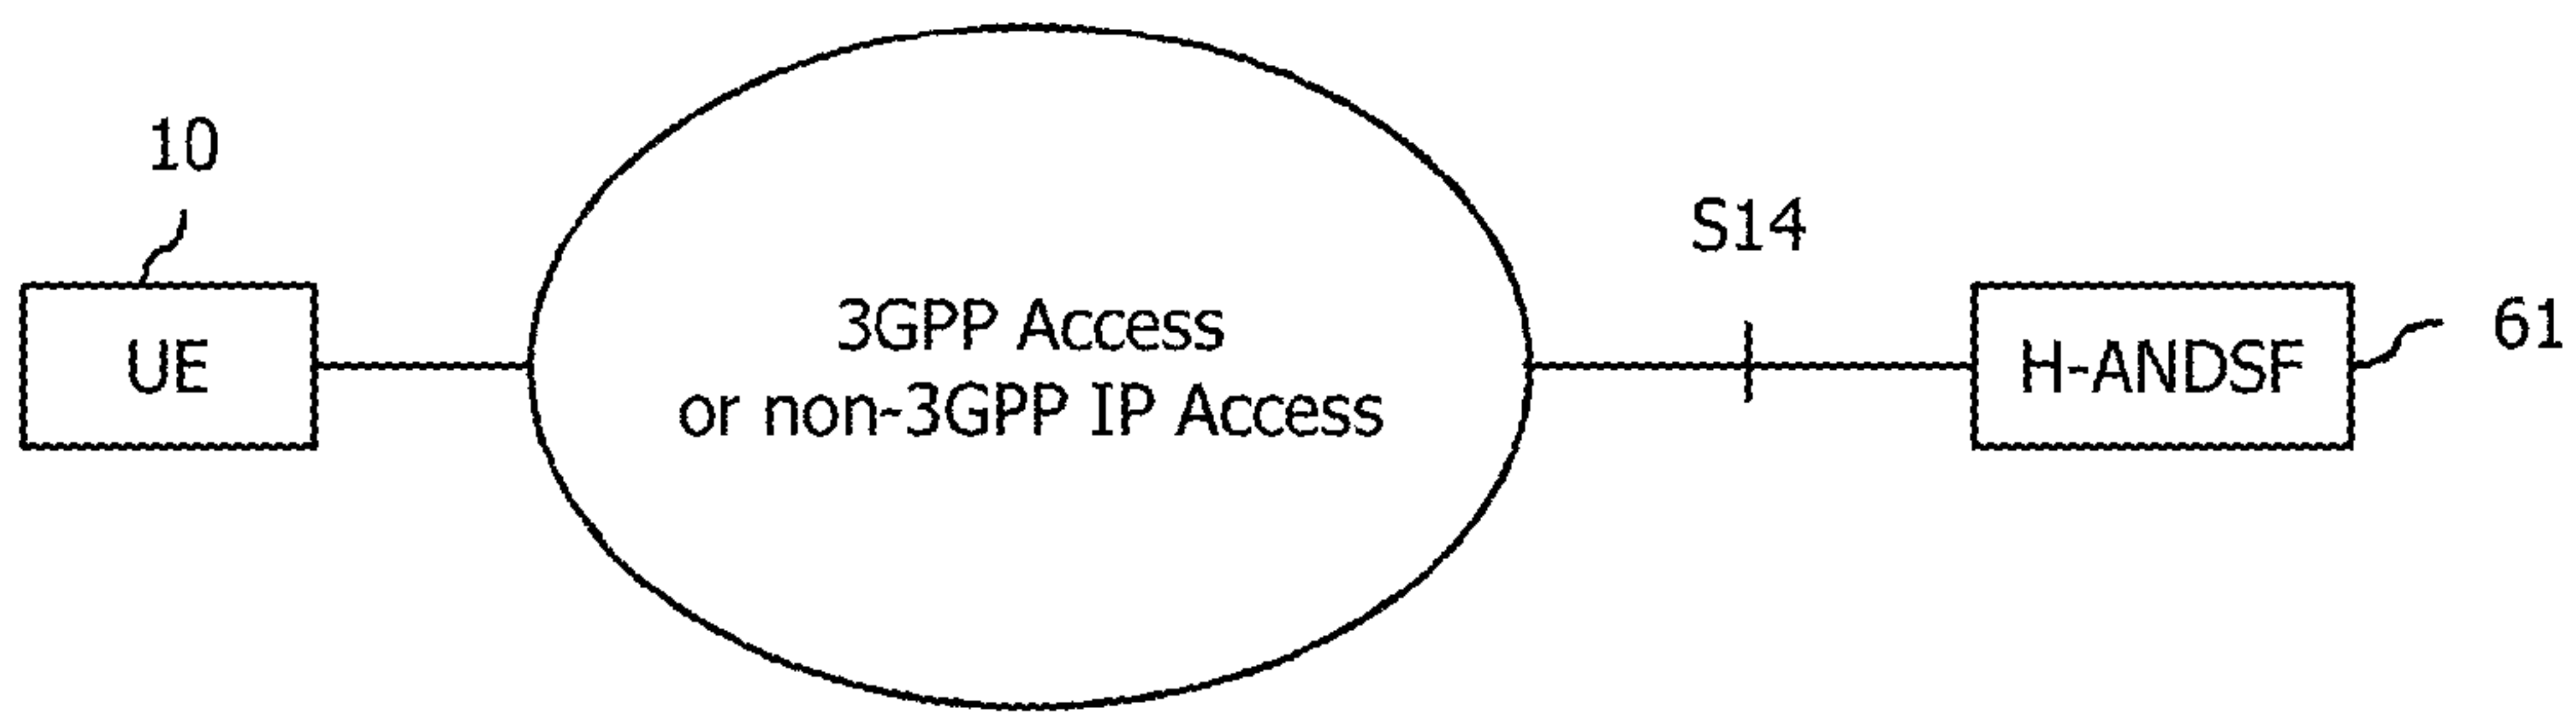 10
UE
3GPP Access
or non-3GPP IP Access
S14
H-ANDSF
61